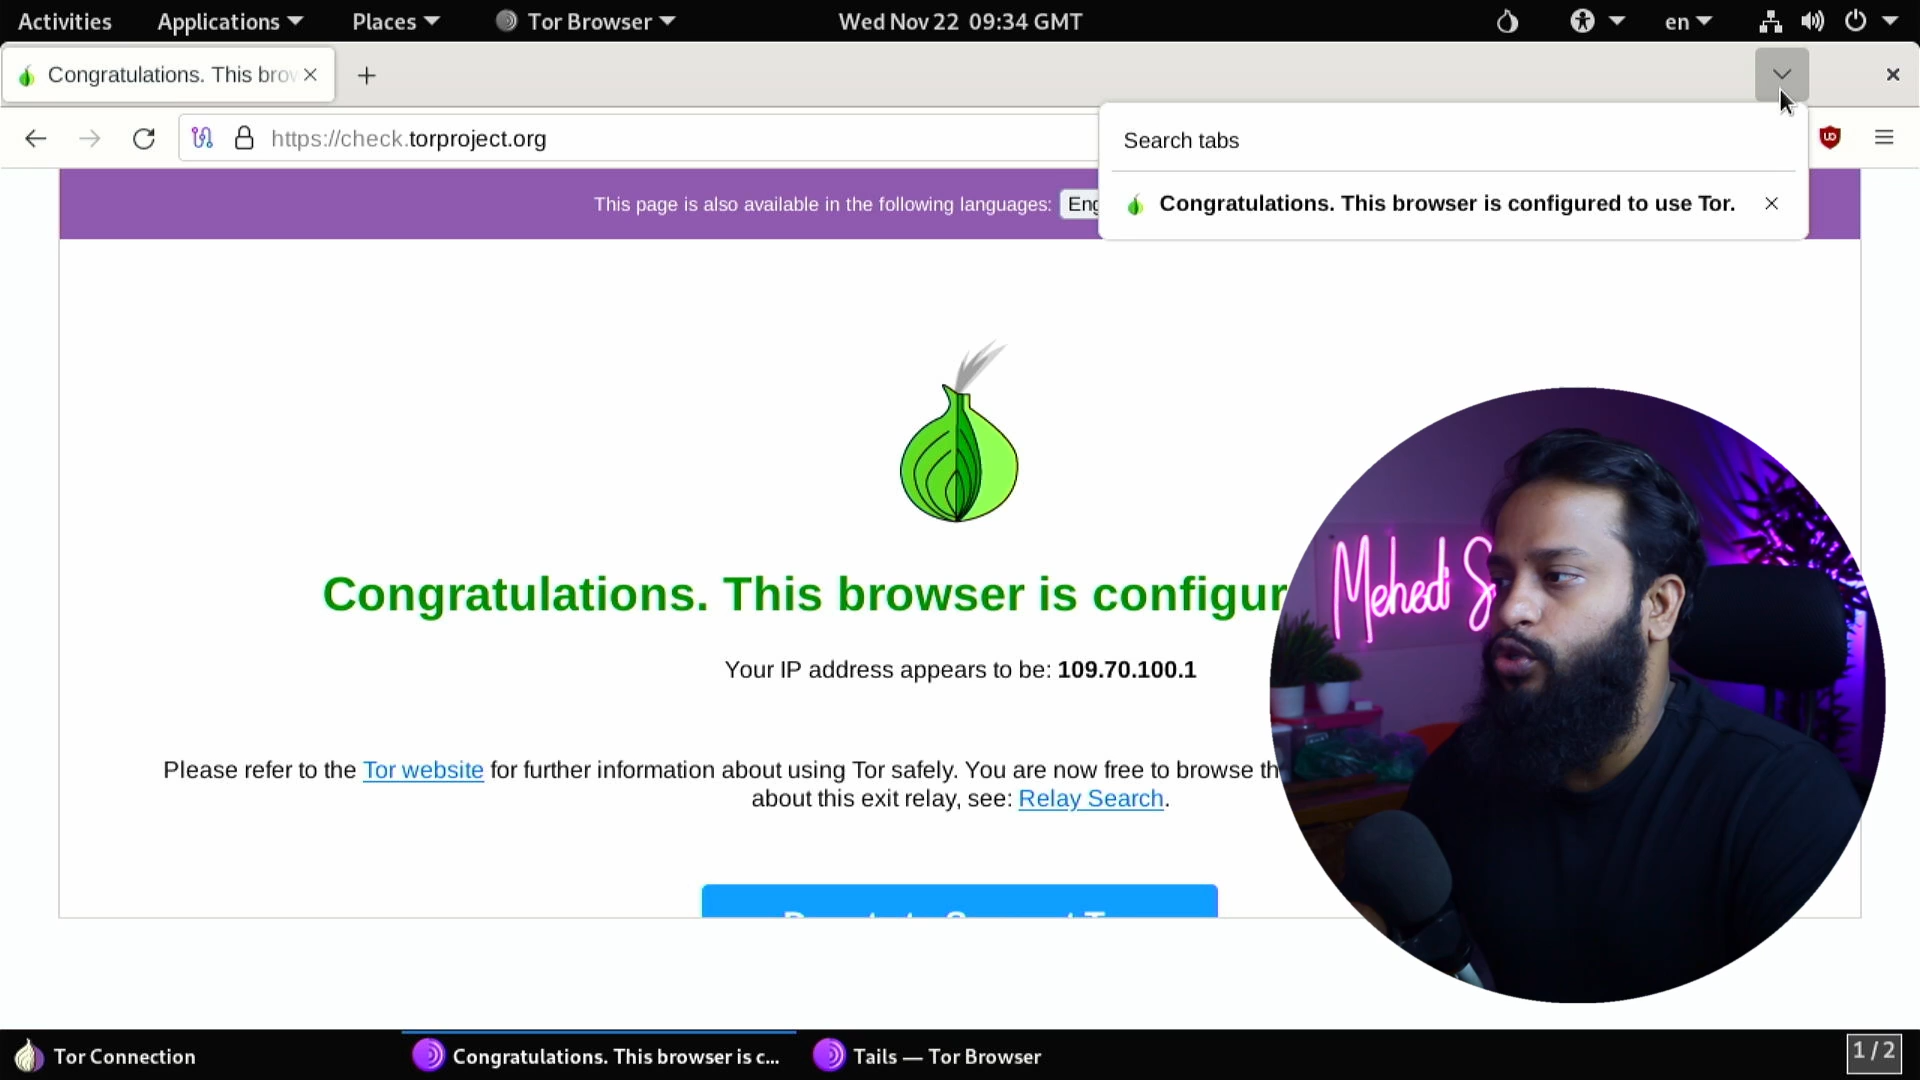 Activities Applications Places Tor Browser Wed Nov 22 09:34 GMT en
Congratulations. This brow
https://check.torproject.org
Search tabs
Congratulations. This browser is configured to use Tor.
This page is also available in the following languages: Eng
Congratulations. This browser is configur
Mehedi S
Your IP address appears to be: 109.70.100.1
Please refer to the Tor website for further information about using Tor safely. You are now free to browse th
about this exit relay, see: Relay Search.
Tor Connection Congratulations. This browser is c... Tails — Tor Browser 1 / 2